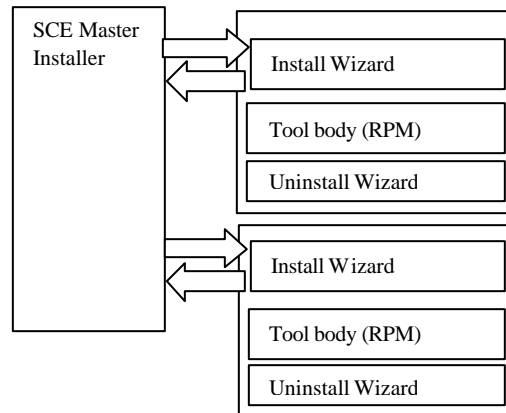 SCE Master
Installer
Install Wizard
Tool body (RPM)
Uninstall Wizard
Install Wizard
Tool body (RPM)
Uninstall Wizard